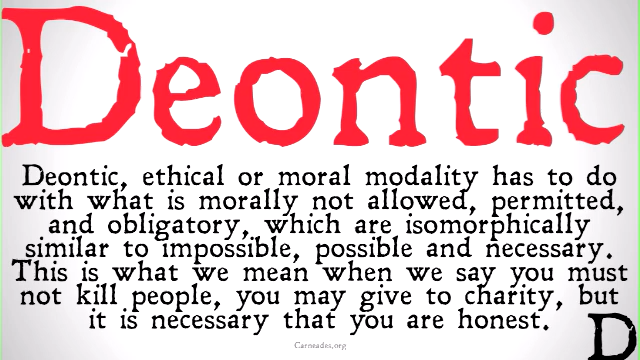 Deontic
Deontic, ethical or moral modality has to do
with what is morally not allowed, permitted,
and obligatory, which are isomorphically
similar to impossible, possible and necessary.
This is what we mean when we say you must
not kill people, you may give to charity, but
it is necessary that you are honest.
Carneades.org
D